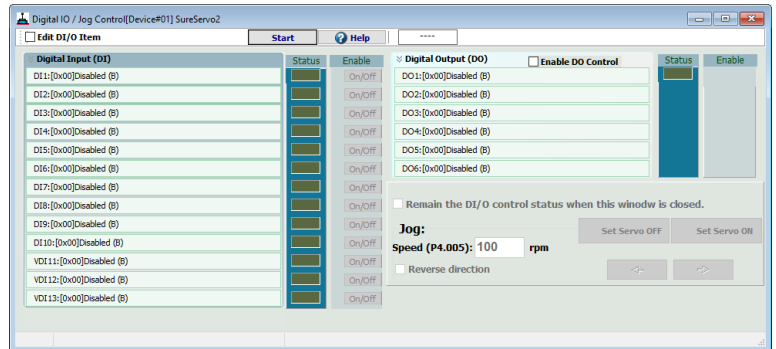 Digital IO / Jog Control[Device#01] SureServo2
Edit DI/O Item Start Help ----
Digital Input (DI) Status Enable Digital Output (DO) Enable DO Control Status Enable
DI1:[0x00]Disabled (B) On/Off DO1:[0x00]Disabled (B)
DI2:[0x00]Disabled (B) On/Off DO2:[0x00]Disabled (B)
DI3:[0x00]Disabled (B) On/Off DO3:[0x00]Disabled (B)
DI4:[0x00]Disabled (B) On/Off DO4:[0x00]Disabled (B)
DI5:[0x00]Disabled (B) On/Off DO5:[0x00]Disabled (B)
DI6:[0x00]Disabled (B) On/Off DO6:[0x00]Disabled (B)
DI7:[0x00]Disabled (B) On/Off
DI8:[0x00]Disabled (B) On/Off Remain the DI/O control status when this winodw is closed.
DI9:[0x00]Disabled (B) On/Off Jog: Set Servo OFF Set Servo ON
DI10:[0x00]Disabled (B) On/Off Speed (P4.005): 100 rpm
VDI11:[0x00]Disabled (B) On/Off Reverse direction
VDI12:[0x00]Disabled (B) On/Off
VDI13:[0x00]Disabled (B) On/Off